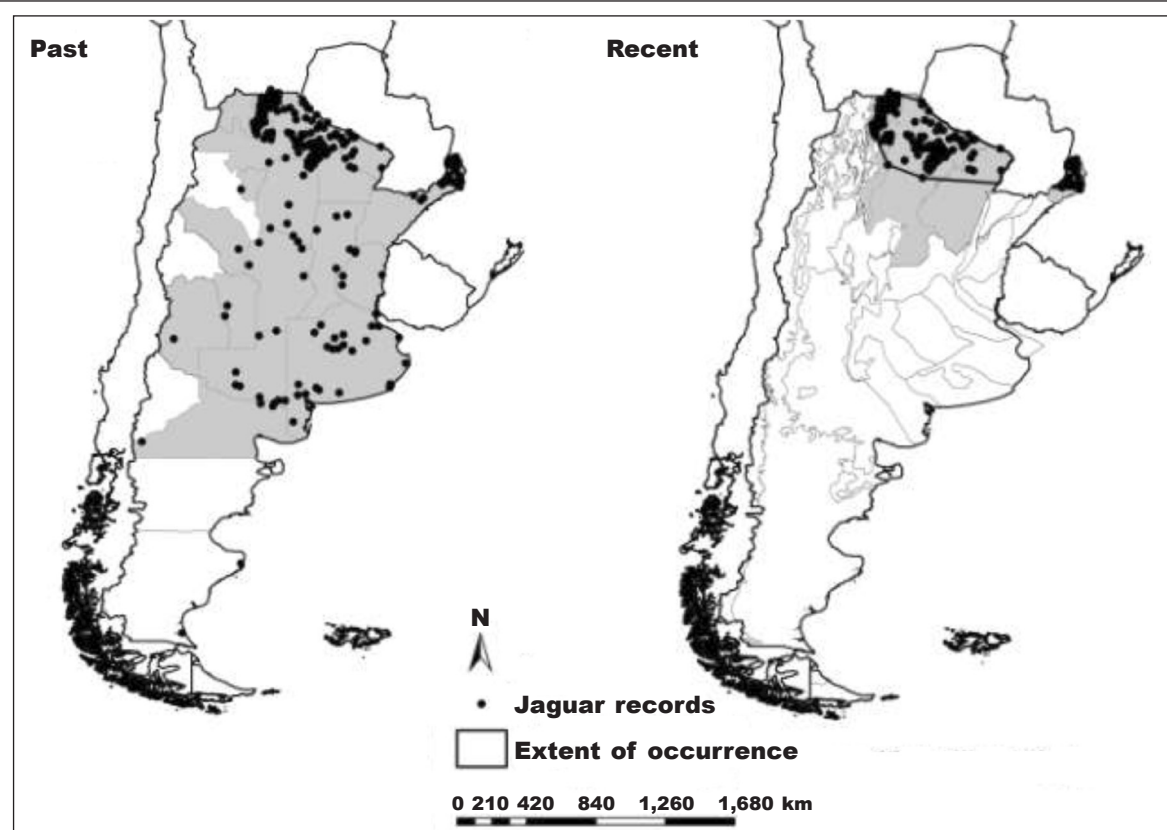 Past
Recent
N
Jaguar records
Extent of occurrence
0 210 420 840 1,260 1,680 km